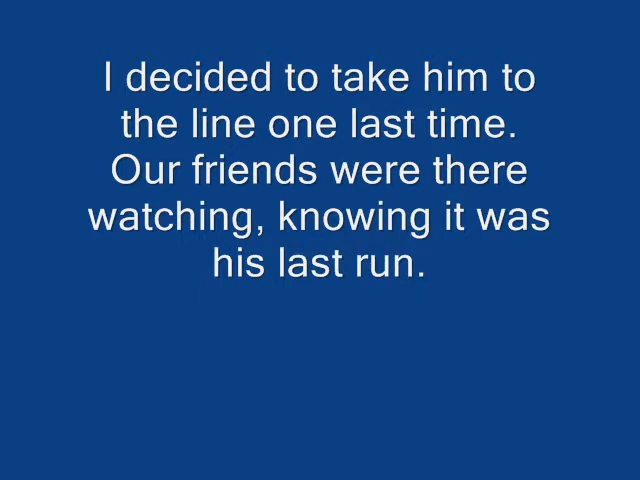 I decided to take him to
the line one last time.
Our friends were there
watching, knowing it was
his last run.